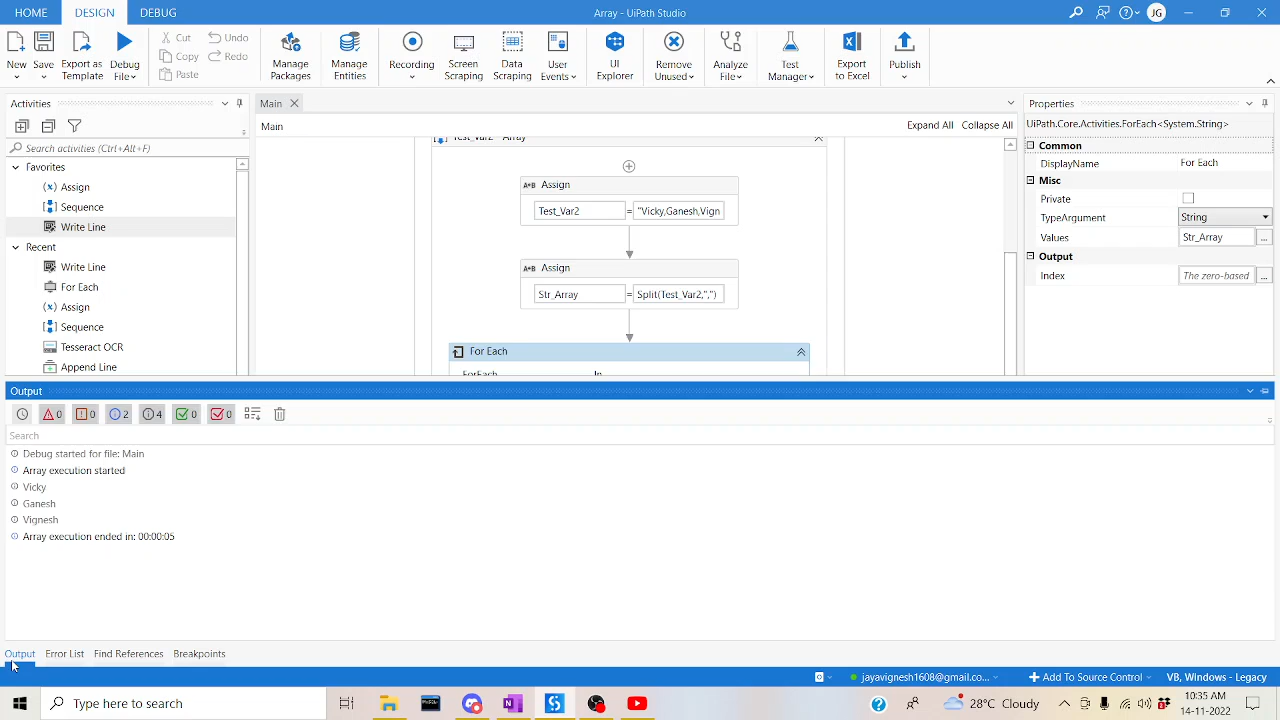 HOME DESIGN DEBUG Array - UiPath Studio JG
New Save Export as Template Debug File Cut Copy Paste Undo Redo Manage Packages Manage Entities Recording Screen Scraping Data Scraping User Events UI Explorer Remove Unused Analyze File Test Manager Export to Excel Publish
Activities
Search activities (Ctrl+Alt+F)
Favorites
Assign
Sequence
Write Line
Recent
Write Line
For Each
Assign
Sequence
Tesseract OCR
Append Line
Main
Main Expand All Collapse All
Test_Var2 - Array
A*B Assign
Test_Var2 = "Vicky,Ganesh,Vign
A*B Assign
Str_Array = Split(Test_Var2,",")
For Each
ForEach In
Properties
UiPath.Core.Activities.ForEach<System.String>
Common
DisplayName For Each
Misc
Private
TypeArgument String
Values Str_Array ...
Output
Index The zero-based ...
Output
0 0 2 4 0 0
Search
Debug started for file: Main
Array execution started
Vicky
Ganesh
Vignesh
Array execution ended in: 00:00:05
Output Error List Find References Breakpoints
jayavignesh1608@gmail.co... Add To Source Control VB, Windows - Legacy
Type here to search 28°C Cloudy 10:35 AM
14-11-2022